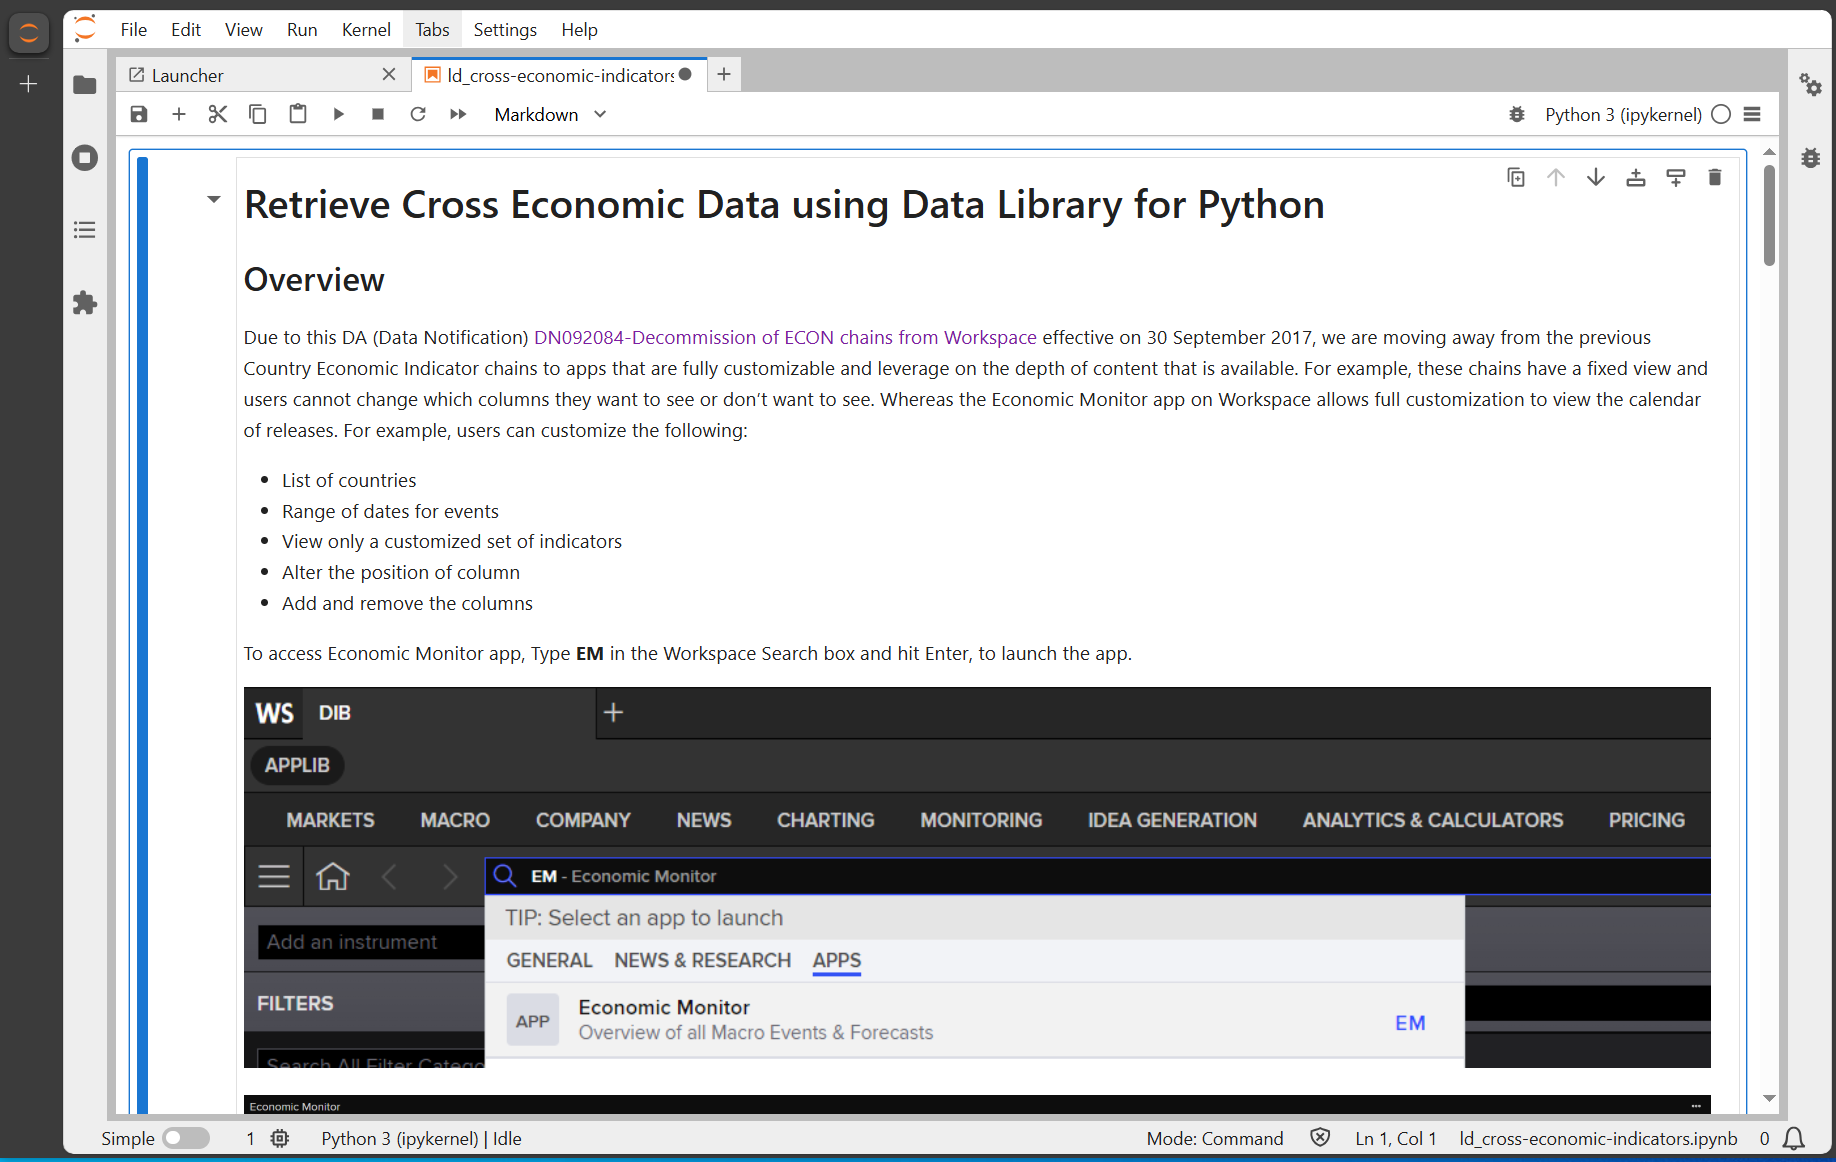 File Edit View Run Kernel Tabs Settings Help
Launcher
ld_cross-economic-indicators
Markdown
Python 3 (ipykernel)
Retrieve Cross Economic Data using Data Library for Python
Overview
Due to this DA (Data Notification) DN092084-Decommission of ECON chains from Workspace effective on 30 September 2017, we are moving away from the previous
Country Economic Indicator chains to apps that are fully customizable and leverage on the depth of content that is available. For example, these chains have a fixed view and
users cannot change which columns they want to see or don’t want to see. Whereas the Economic Monitor app on Workspace allows full customization to view the calendar
of releases. For example, users can customize the following:
• List of countries
• Range of dates for events
• View only a customized set of indicators
• Alter the position of column
• Add and remove the columns
To access Economic Monitor app, Type EM in the Workspace Search box and hit Enter, to launch the app.
WS DIB
APPLIB
MARKETS MACRO COMPANY NEWS CHARTING MONITORING IDEA GENERATION ANALYTICS & CALCULATORS PRICING
EM - Economic Monitor
TIP: Select an app to launch
Add an instrument
GENERAL NEWS & RESEARCH APPS
FILTERS
APP
Economic Monitor
Overview of all Macro Events & Forecasts
EM
Search All Filter Catego
Economic Monitor
Simple 1 Python 3 (ipykernel) | Idle Mode: Command Ln 1, Col 1 ld_cross-economic-indicators.ipynb 0